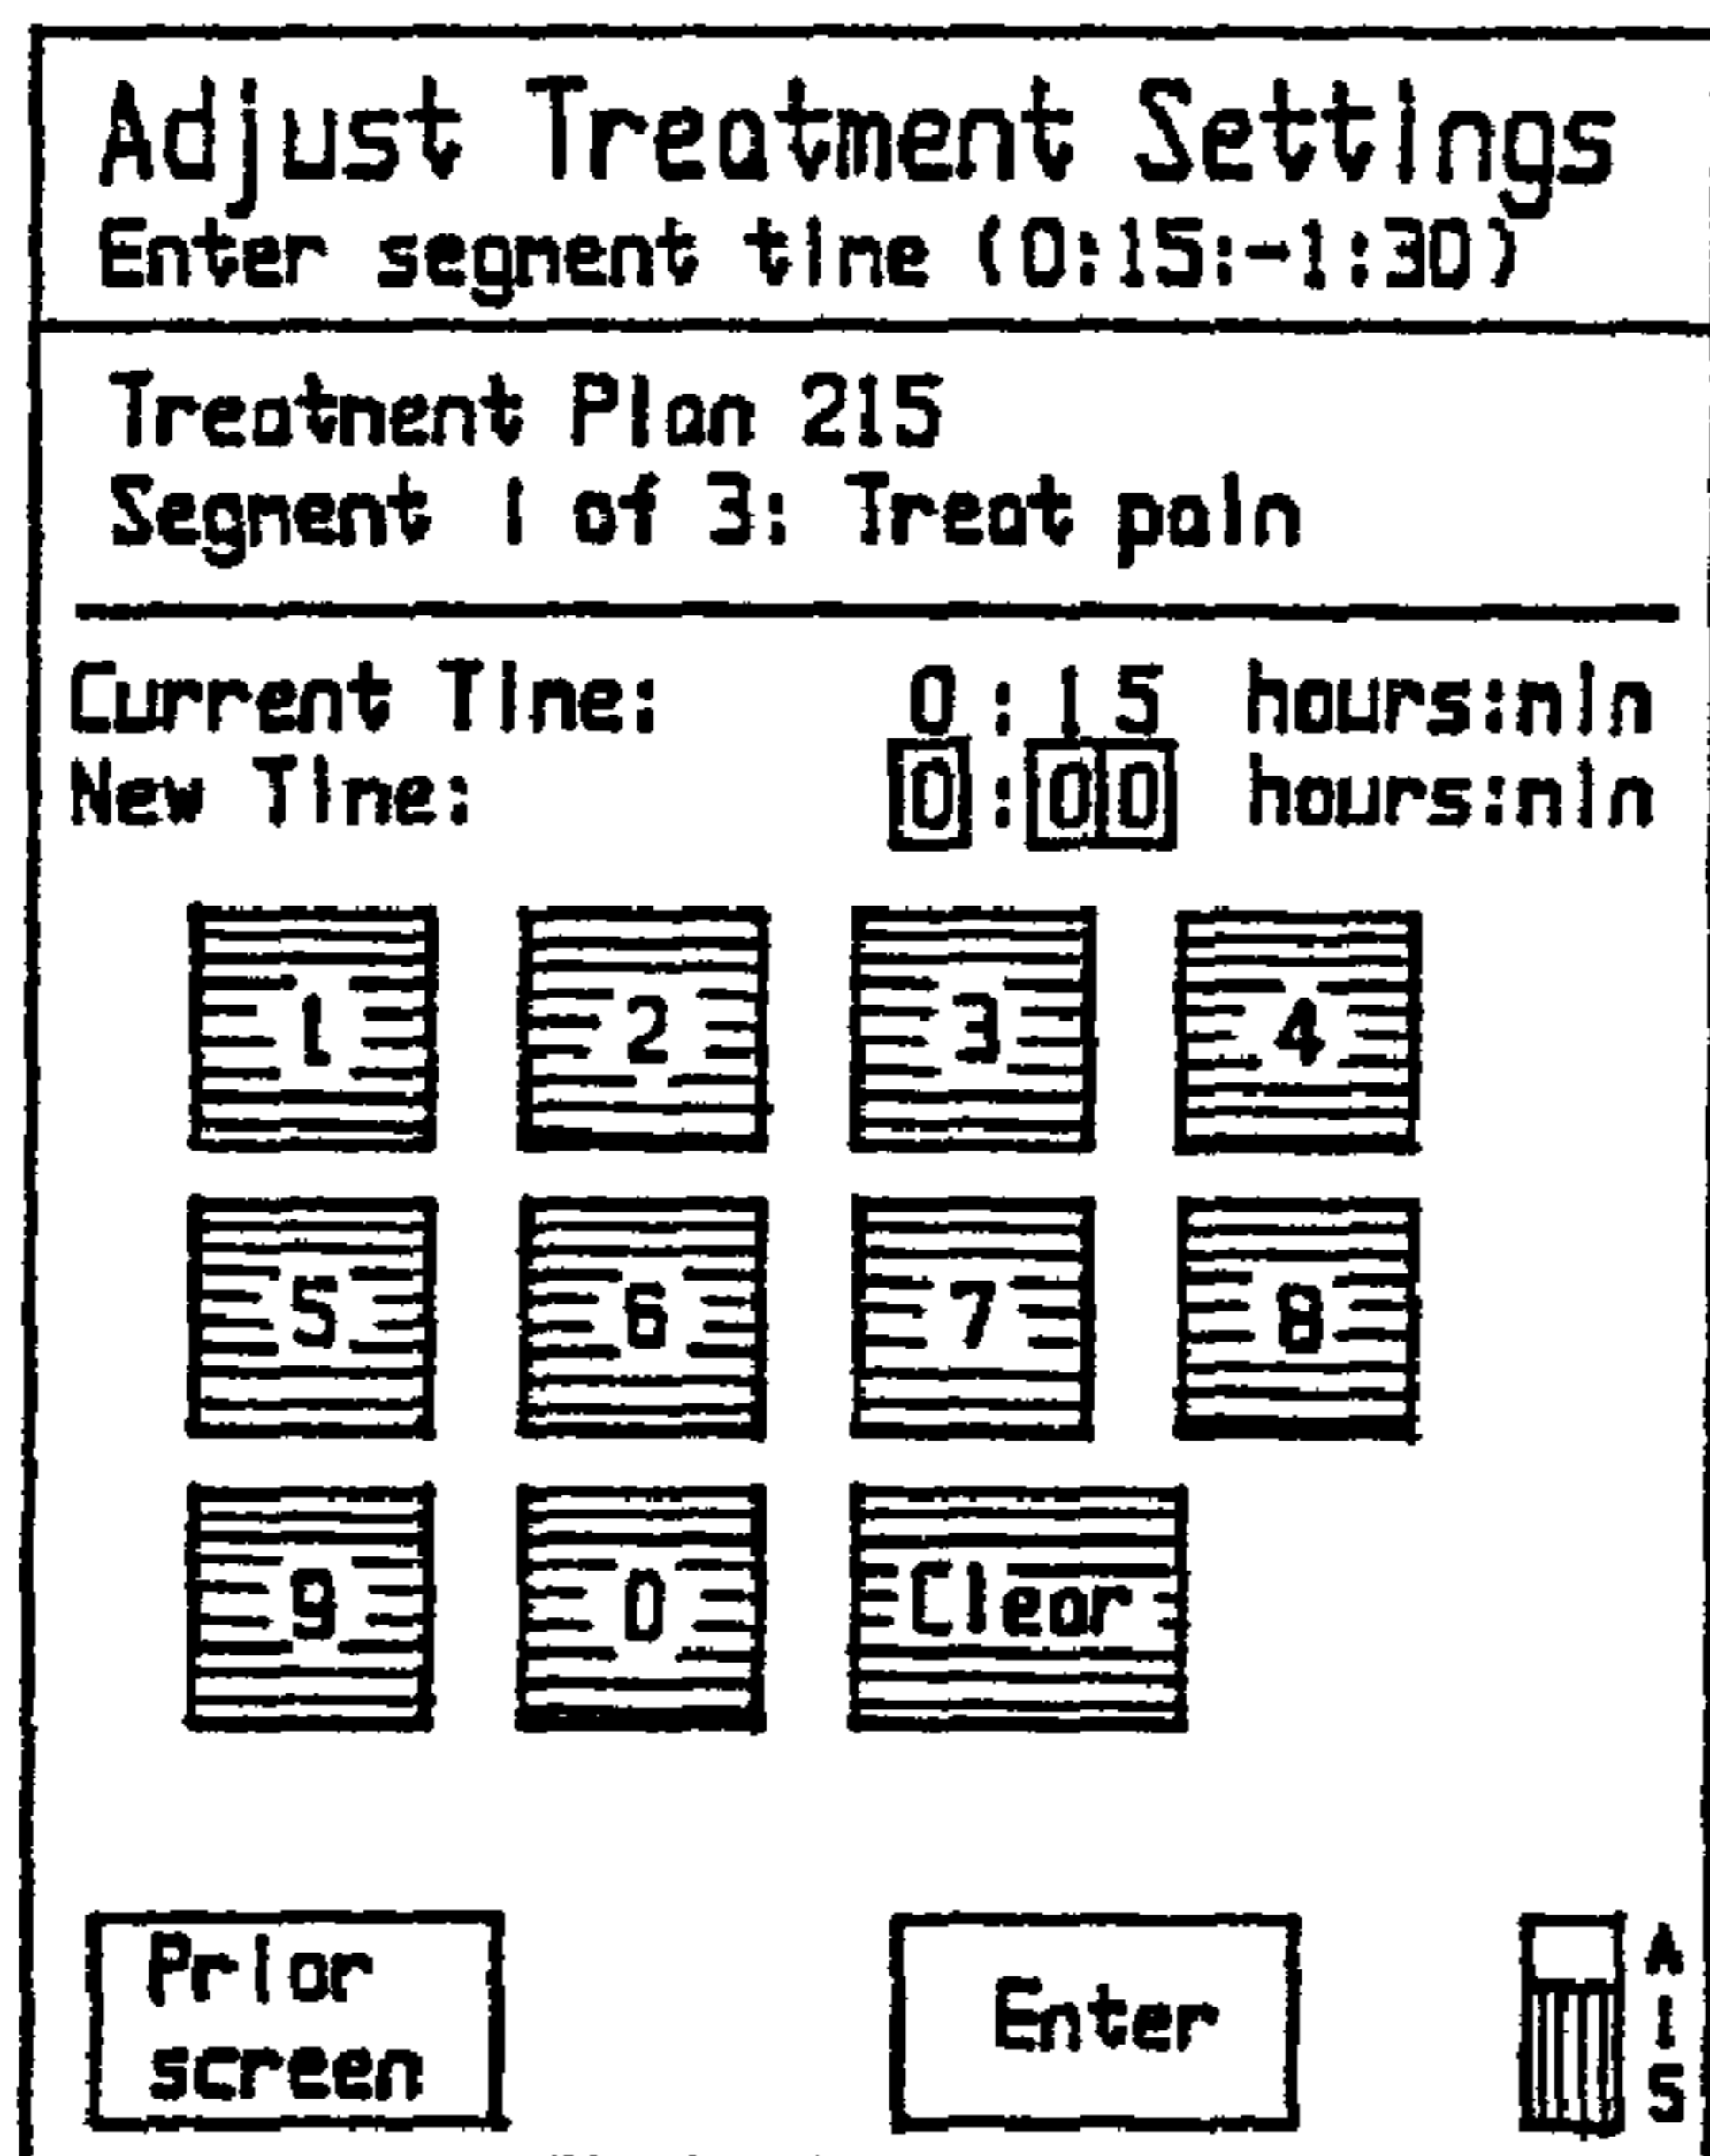 Adjust Treatment Settings
Enter segment time (0:15:-1:30)
Treatment Plan 215
Segment 1 of 3: Treat pain
Current Time: 0:15 hours:min
New Time: 0:00 hours:min
1 2 3 4
5 6 7 8
9 0 Clear
Prior
screen
Enter
A
1
5